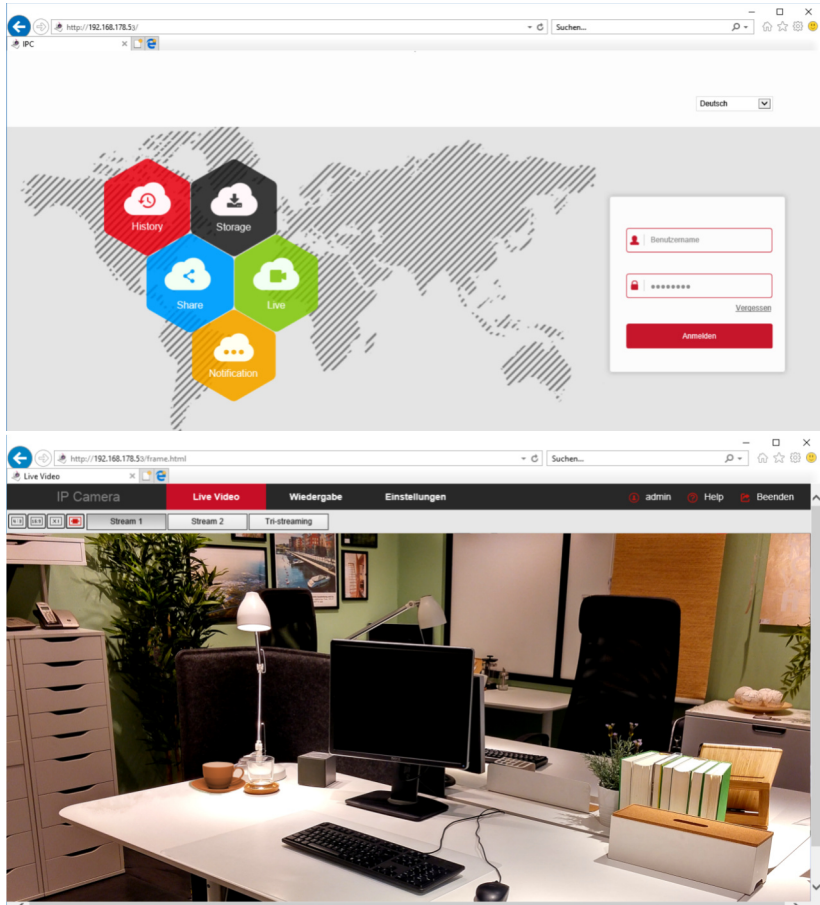 http://192.168.178.53/
Suchen...
IPC
Deutsch
History
Storage
Share
Live
Notification
Benutzername
Vergessen
Anmelden
http://192.168.178.53/frame.html
Suchen...
Live Video
IP Camera Live Video Wiedergabe Einstellungen admin Help Beenden
Stream 1 Stream 2 Tri-streaming